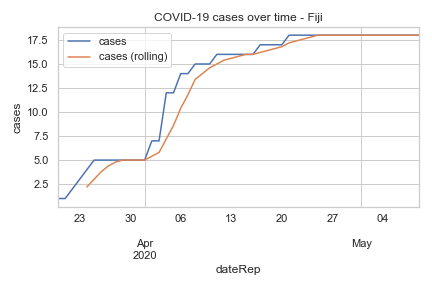 COVID-19 cases over time - Fiji
cases
cases (rolling)
17.5
15.0
12.5
10.0
7.5
5.0
2.5
cases
23 30 06 13 20 27 04
Apr May
2020
dateRep